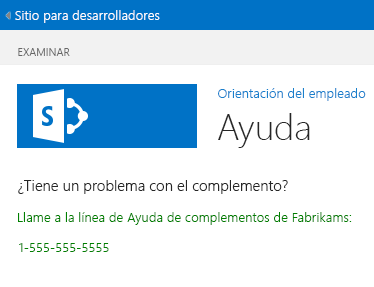 Sitio para desarrolladores
EXAMINAR
S
Orientación del empleado
Ayuda
¿Tiene un problema con el complemento?
Llame a la línea de Ayuda de complementos de Fabrikams:
1-555-555-5555